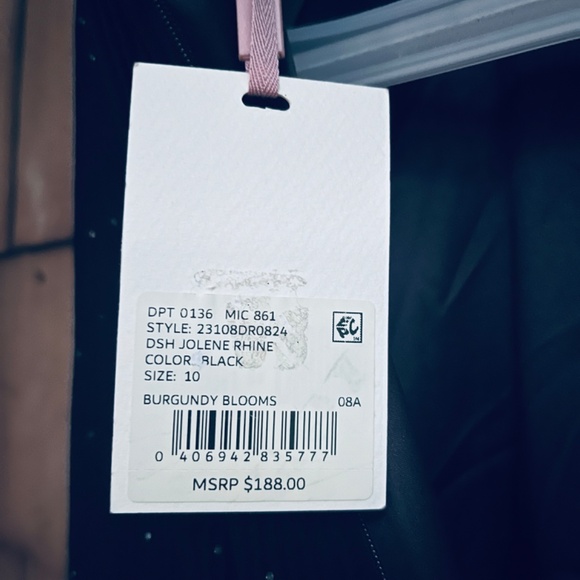 DPT 0136 MIC 861
STYLE: 23108DR0824
DSH JOLENE RHINE
COLOR: BLACK
SIZE: 10
BURGUNDY BLOOMS 08A
0 406942 835777
MSRP $188.00
EPIC